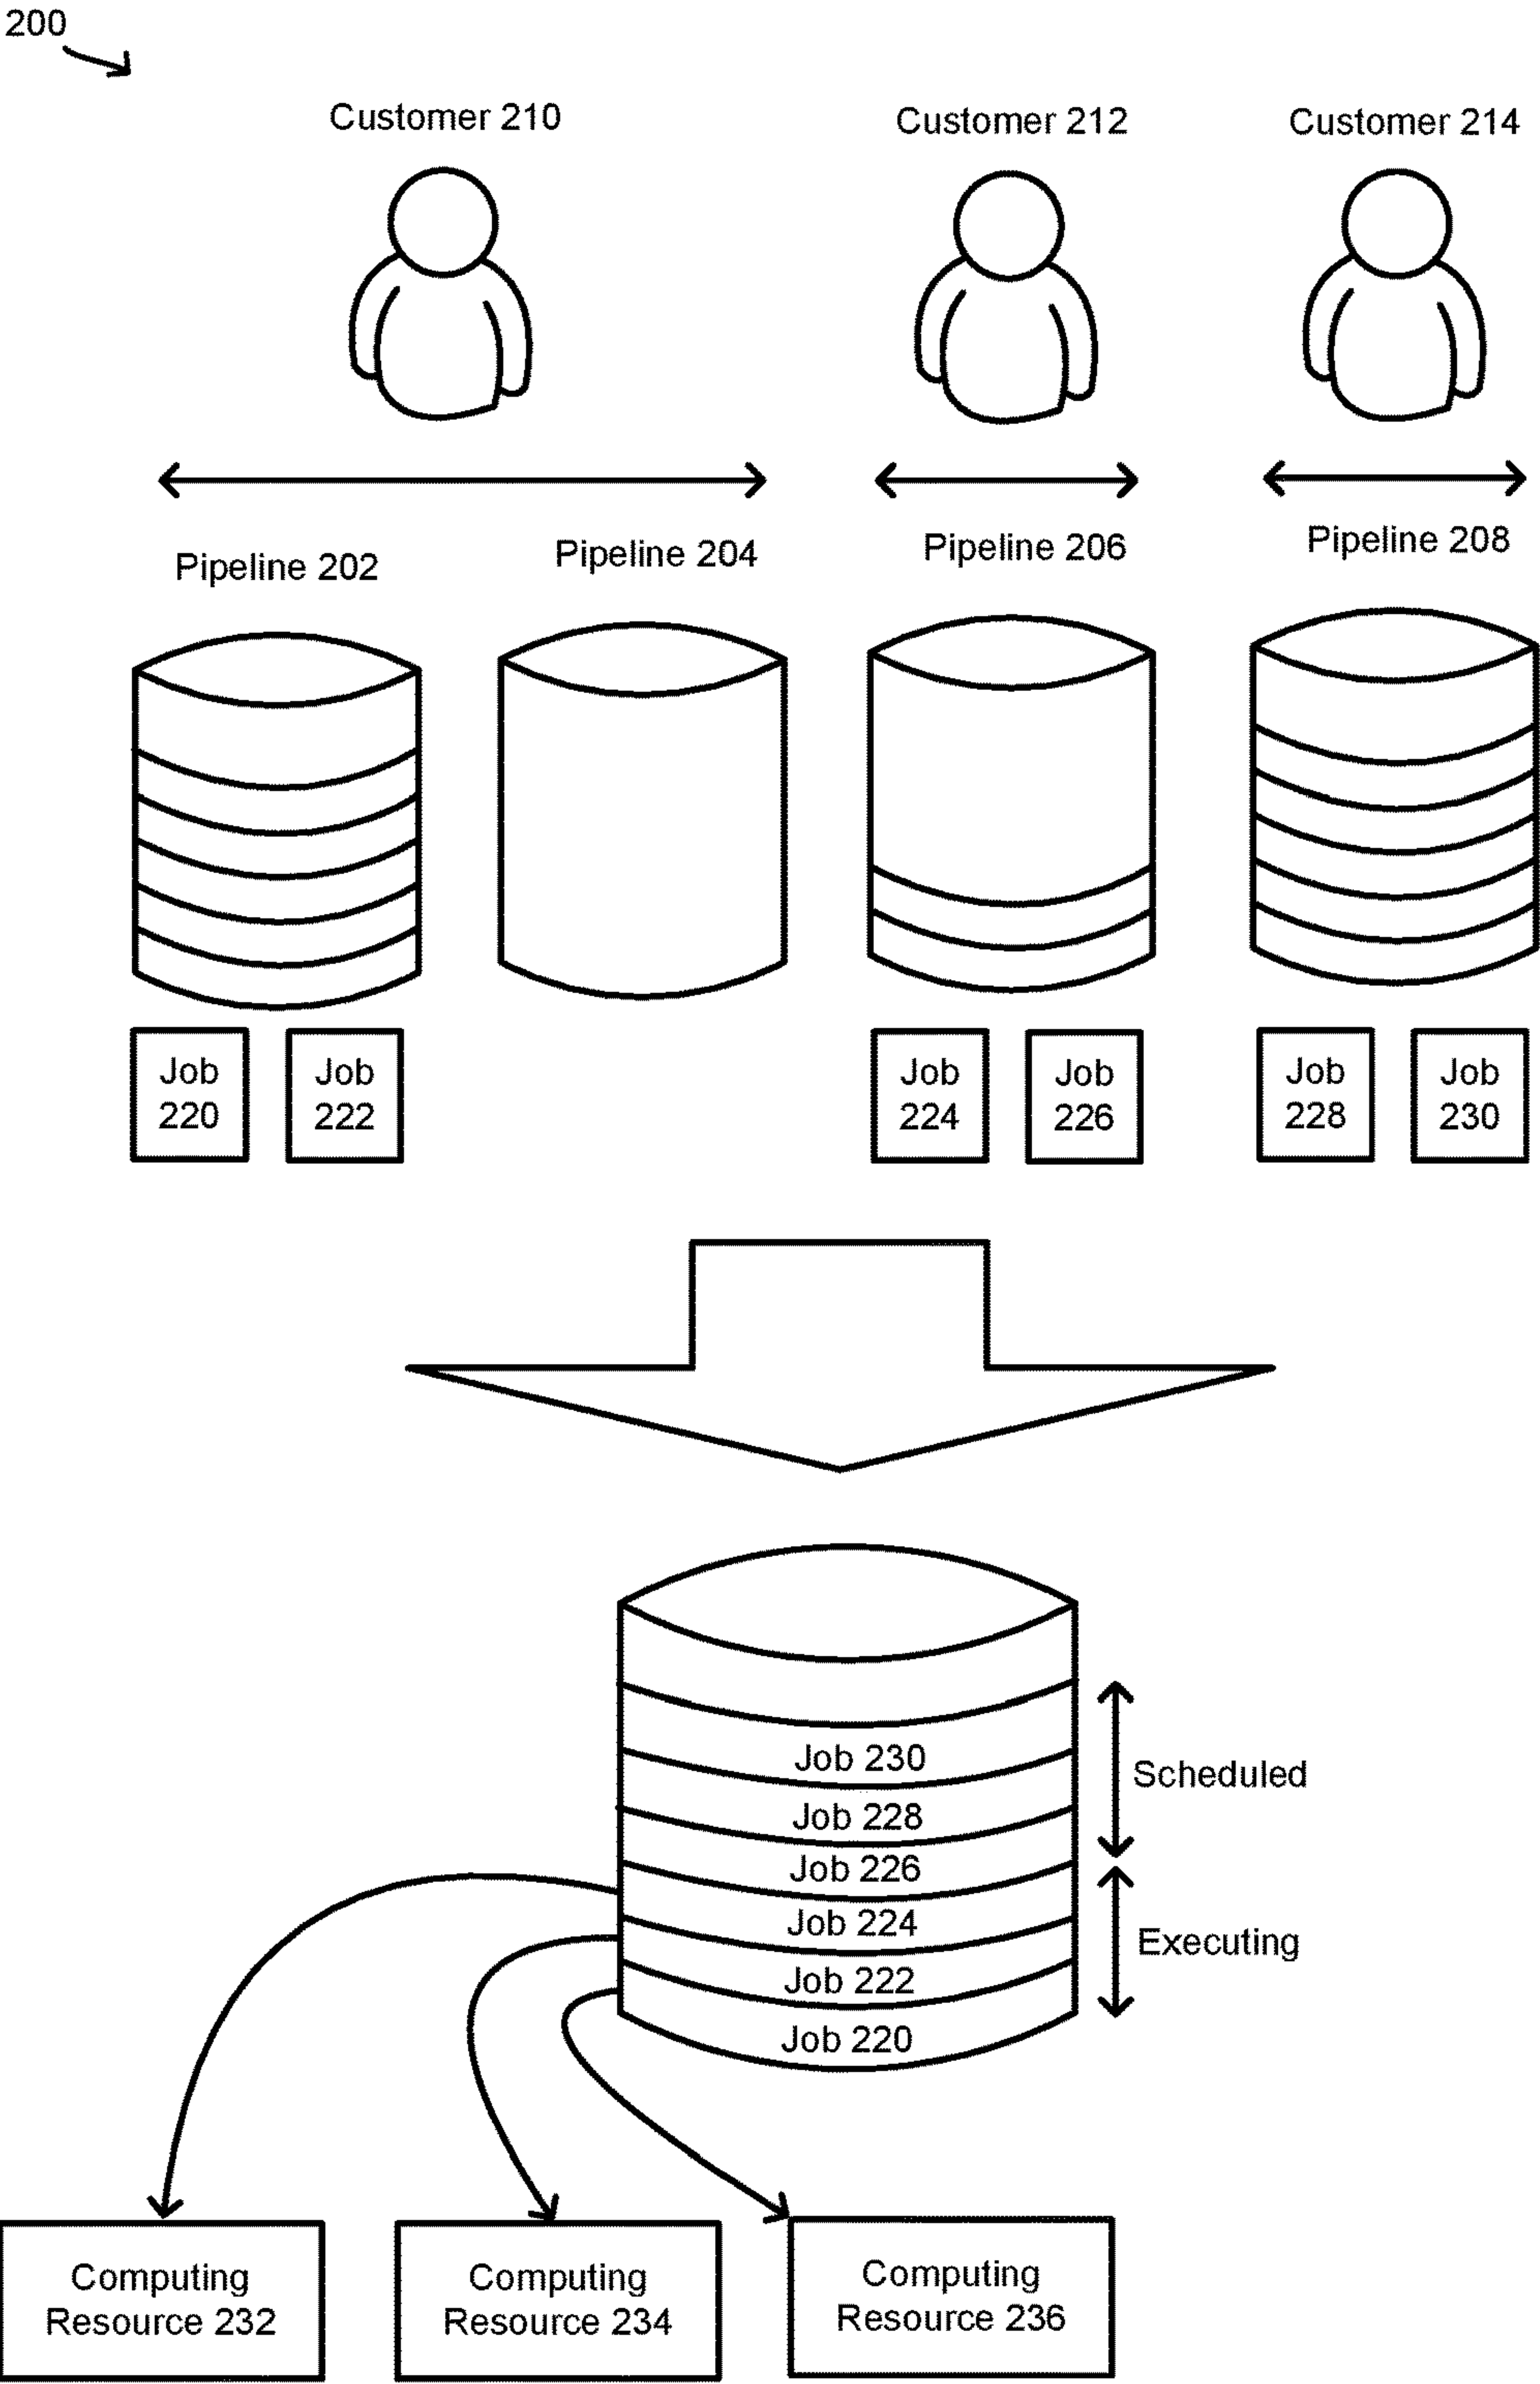 200
Customer 210
Customer 212
Customer 214
Pipeline 202
Pipeline 204
Pipeline 206
Pipeline 208
Job
220
Job
222
Job
224
Job
226
Job
228
Job
230
Job 230
Scheduled
Job 228
Job 226
Job 224
Executing
Job 222
Job 220
Computing
Resource 232
Computing
Resource 234
Computing
Resource 236